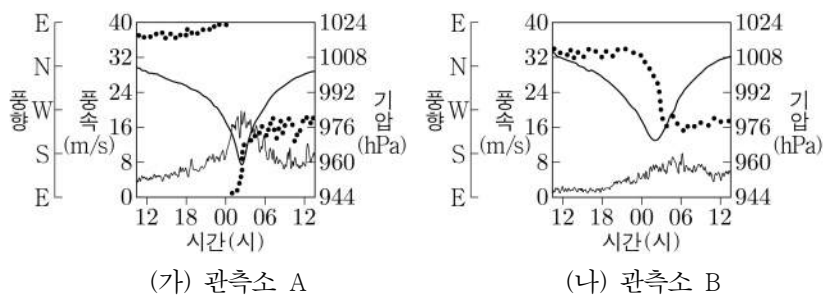 E 40 1024 E 40 1024
32 1008 32 1008
N N
풍향 24 992 풍향 24 992
W 풍속 기압 W 풍속 기압
16 976 16 976
(m/s) (hPa) (m/s) (hPa)
S 8 960 S 8 960
E 0 944 E 0 944
12 18 00 06 12 12 18 00 06 12
시간(시) 시간(시)
(가) 관측소 A (나) 관측소 B